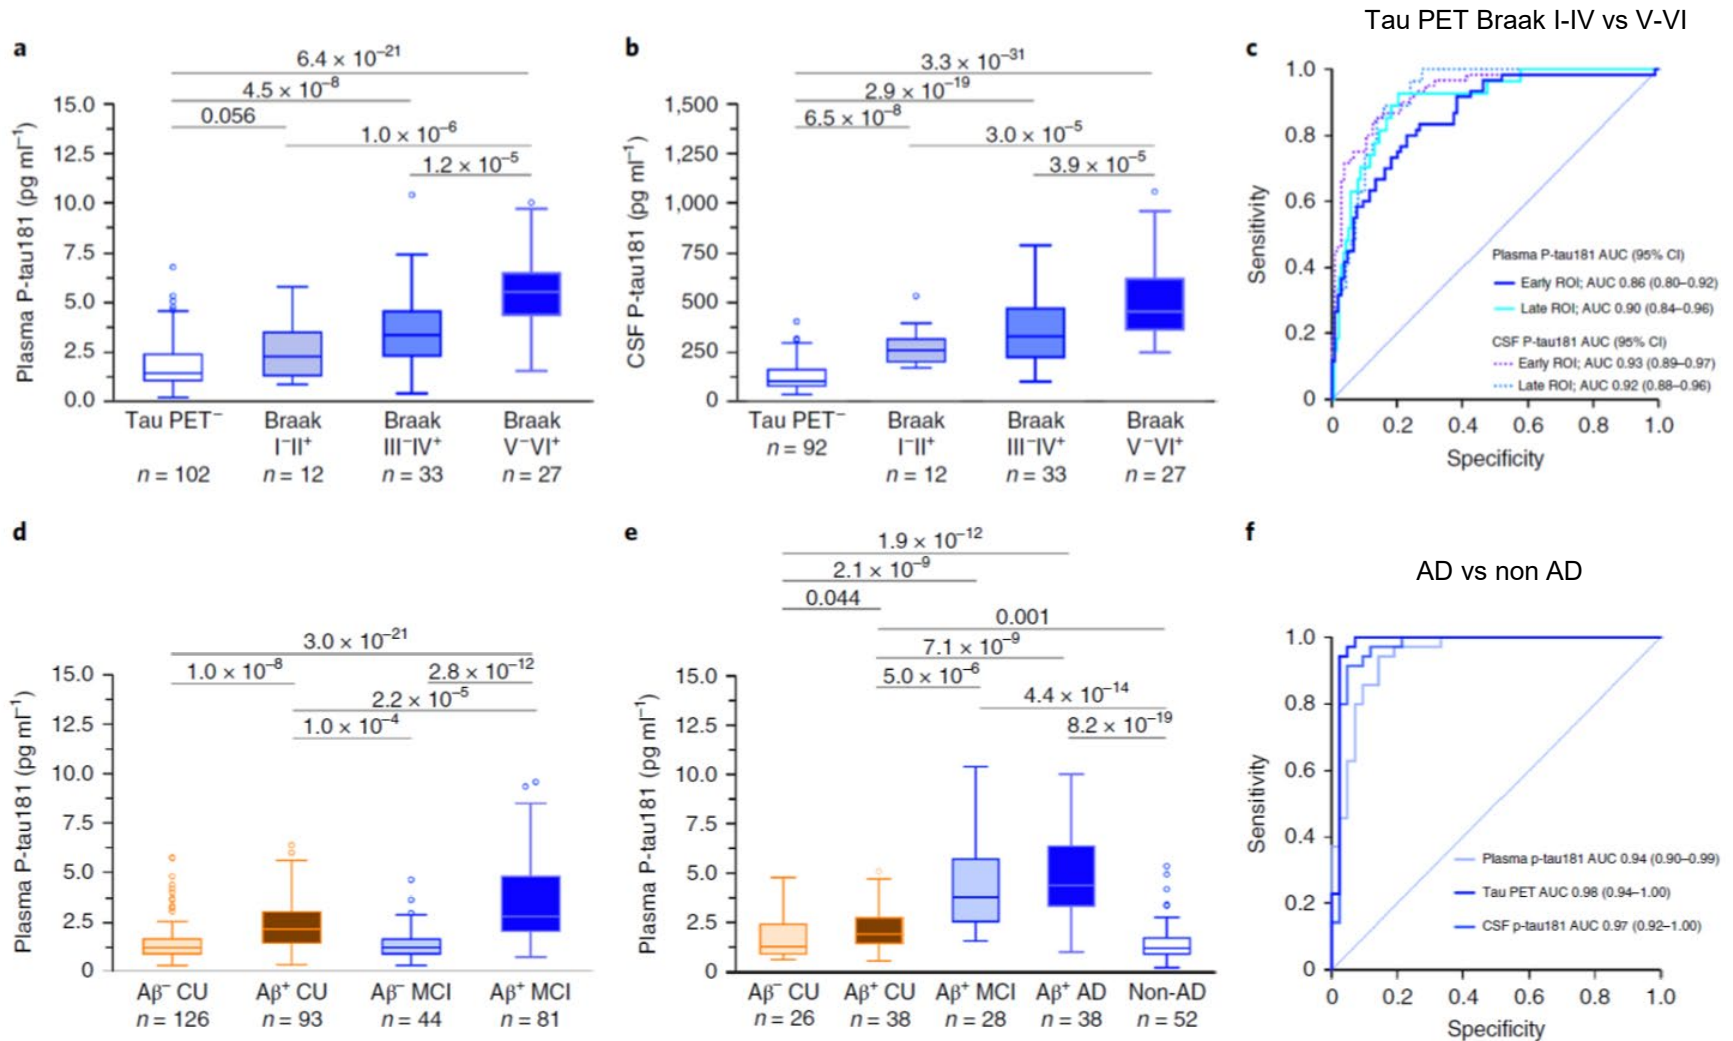 Tau PET Braak I-IV vs V-VI
a
6.4 × 10⁻²¹
4.5 × 10⁻⁸
0.056
1.0 × 10⁻⁶
1.2 × 10⁻⁵
Plasma P-tau181 (pg ml⁻¹)
15.0
12.5
10.0
7.5
5.0
2.5
0.0
Tau PET⁻
n = 102
Braak
I⁻II⁺
n = 12
Braak
III⁻IV⁺
n = 33
Braak
V⁻VI⁺
n = 27
b
3.3 × 10⁻³¹
2.9 × 10⁻¹⁹
6.5 × 10⁻⁸
3.0 × 10⁻⁵
3.9 × 10⁻⁵
CSF P-tau181 (pg ml⁻¹)
1,500
1,250
1,000
750
500
250
0
Tau PET⁻
n = 92
Braak
I⁻II⁺
n = 12
Braak
III⁻IV⁺
n = 33
Braak
V⁻VI⁺
n = 27
c
Sensitivity
1.0
0.8
0.6
0.4
0.2
0
Plasma P-tau181 AUC (95% CI)
Early ROI; AUC 0.86 (0.80–0.92)
Late ROI; AUC 0.90 (0.84–0.96)
CSF P-tau181 AUC (95% CI)
Early ROI; AUC 0.93 (0.89–0.97)
Late ROI; AUC 0.92 (0.88–0.96)
0 0.2 0.4 0.6 0.8 1.0
Specificity
d
3.0 × 10⁻²¹
1.0 × 10⁻⁸
2.8 × 10⁻¹²
2.2 × 10⁻⁵
1.0 × 10⁻⁴
Plasma P-tau181 (pg ml⁻¹)
15.0
12.5
10.0
7.5
5.0
2.5
0
Aβ⁻ CU
n = 126
Aβ⁺ CU
n = 93
Aβ⁻ MCI
n = 44
Aβ⁺ MCI
n = 81
e
1.9 × 10⁻¹²
2.1 × 10⁻⁹
0.044
0.001
7.1 × 10⁻⁹
5.0 × 10⁻⁶
4.4 × 10⁻¹⁴
8.2 × 10⁻¹⁹
Plasma P-tau181 (pg ml⁻¹)
15.0
12.5
10.0
7.5
5.0
2.5
0
Aβ⁻ CU
n = 26
Aβ⁺ CU
n = 38
Aβ⁺ MCI
n = 28
Aβ⁺ AD
n = 38
Non-AD
n = 52
f
AD vs non AD
Sensitivity
1.0
0.8
0.6
0.4
0.2
0
Plasma p-tau181 AUC 0.94 (0.90–0.99)
Tau PET AUC 0.98 (0.94–1.00)
CSF p-tau181 AUC 0.97 (0.92–1.00)
0 0.2 0.4 0.6 0.8 1.0
Specificity